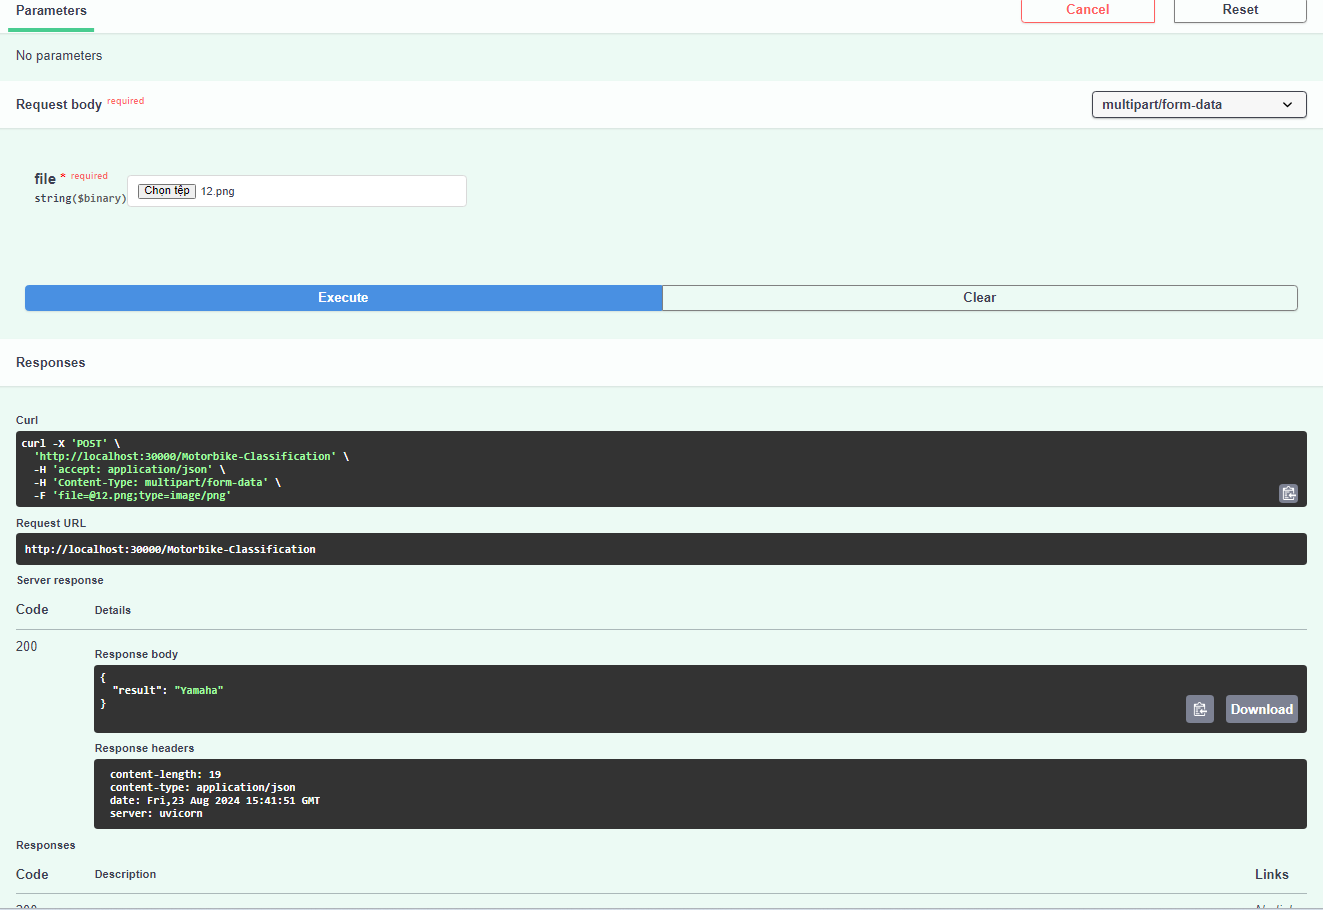 Parameters
Cancel
Reset
No parameters
Request body required
multipart/form-data
file * required
string($binary)
Chọn tệp 12.png
Execute
Clear
Responses
Curl
curl -X 'POST' \
'http://localhost:30000/Motorbike-Classification' \
-H 'accept: application/json' \
-H 'Content-Type: multipart/form-data' \
-F 'file=@12.png;type=image/png'
Request URL
http://localhost:30000/Motorbike-Classification
Server response
Code Details
200
Response body
{
"result": "Yamaha"
}
Download
Response headers
content-length: 19
content-type: application/json
date: Fri,23 Aug 2024 15:41:51 GMT
server: uvicorn
Responses
Code Description Links